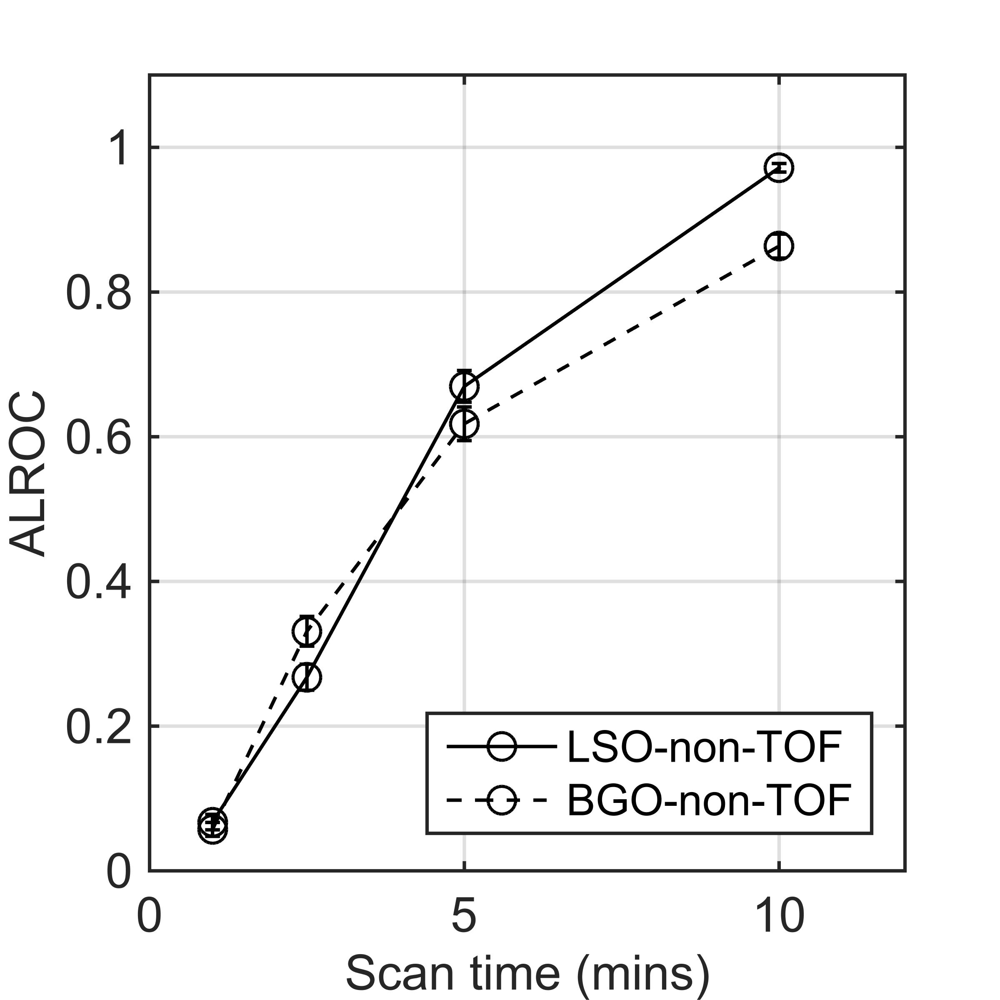 ALROC
1
0.8
0.6
0.4
0.2
0
LSO-non-TOF
BGO-non-TOF
0 5 10
Scan time (mins)